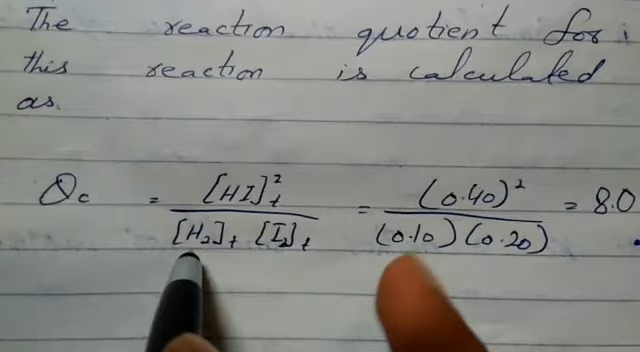 The reaction quotient for
this reaction is calculated
as.
Qc = [HI]²t / [H₂]t [I₂]t = (0.40)² / (0.10)(0.20) = 8.0